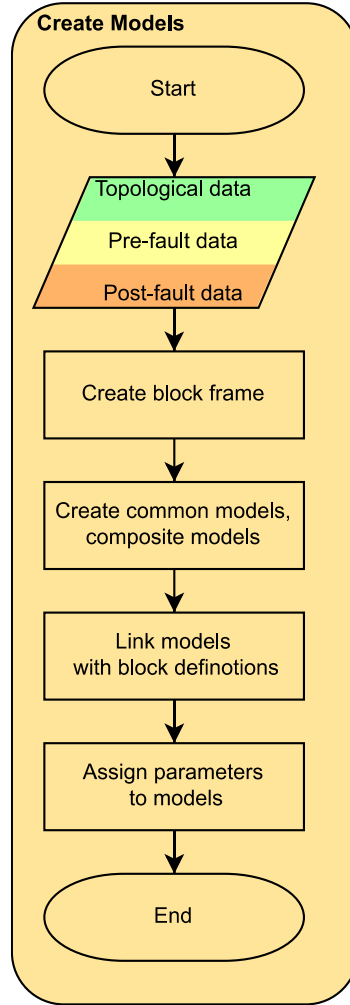 Create Models
Start
Topological data
Pre-fault data
Post-fault data
Create block frame
Create common models,
composite models
Link models
with block definotions
Assign parameters
to models
End